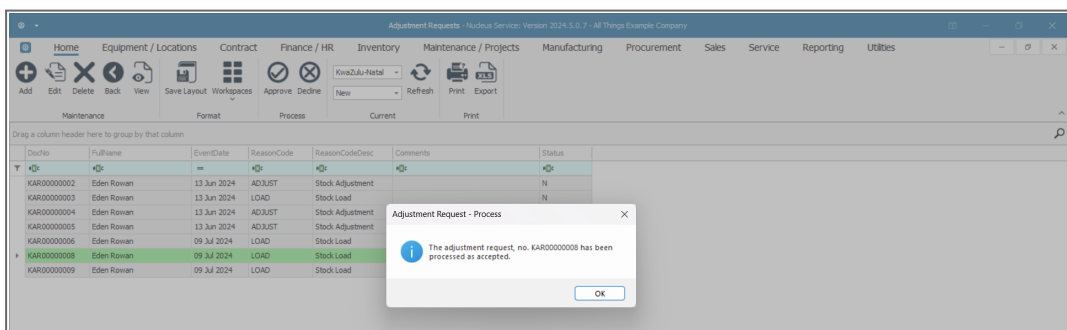 Adjustment Requests - Nucleus Service: Version 2024.5.0.7 - All Things Example Company
Home Equipment / Locations Contract Finance / HR Inventory Maintenance / Projects Manufacturing Procurement Sales Service Reporting Utilities
KwaZulu-Natal
New
XLS
Add Edit Delete Back View Save Layout Workspaces Approve Decline Refresh Print Export
Maintenance Format Process Current Print
Drag a column header here to group by that column
DocNo FullName EventDate ReasonCode ReasonCodeDesc Comments Status
KAR00000002 Eden Rowan 13 Jun 2024 ADJUST Stock Adjustment N
KAR00000003 Eden Rowan 13 Jun 2024 LOAD Stock Load N
KAR00000004 Eden Rowan 13 Jun 2024 ADJUST Stock Adjustment
KAR00000005 Eden Rowan 13 Jun 2024 ADJUST Stock Adjustment
KAR00000006 Eden Rowan 09 Jul 2024 LOAD Stock Load
KAR00000008 Eden Rowan 09 Jul 2024 LOAD Stock Load
KAR00000009 Eden Rowan 09 Jul 2024 LOAD Stock Load
Adjustment Request - Process
The adjustment request, no. KAR00000008 has been
processed as accepted.
OK